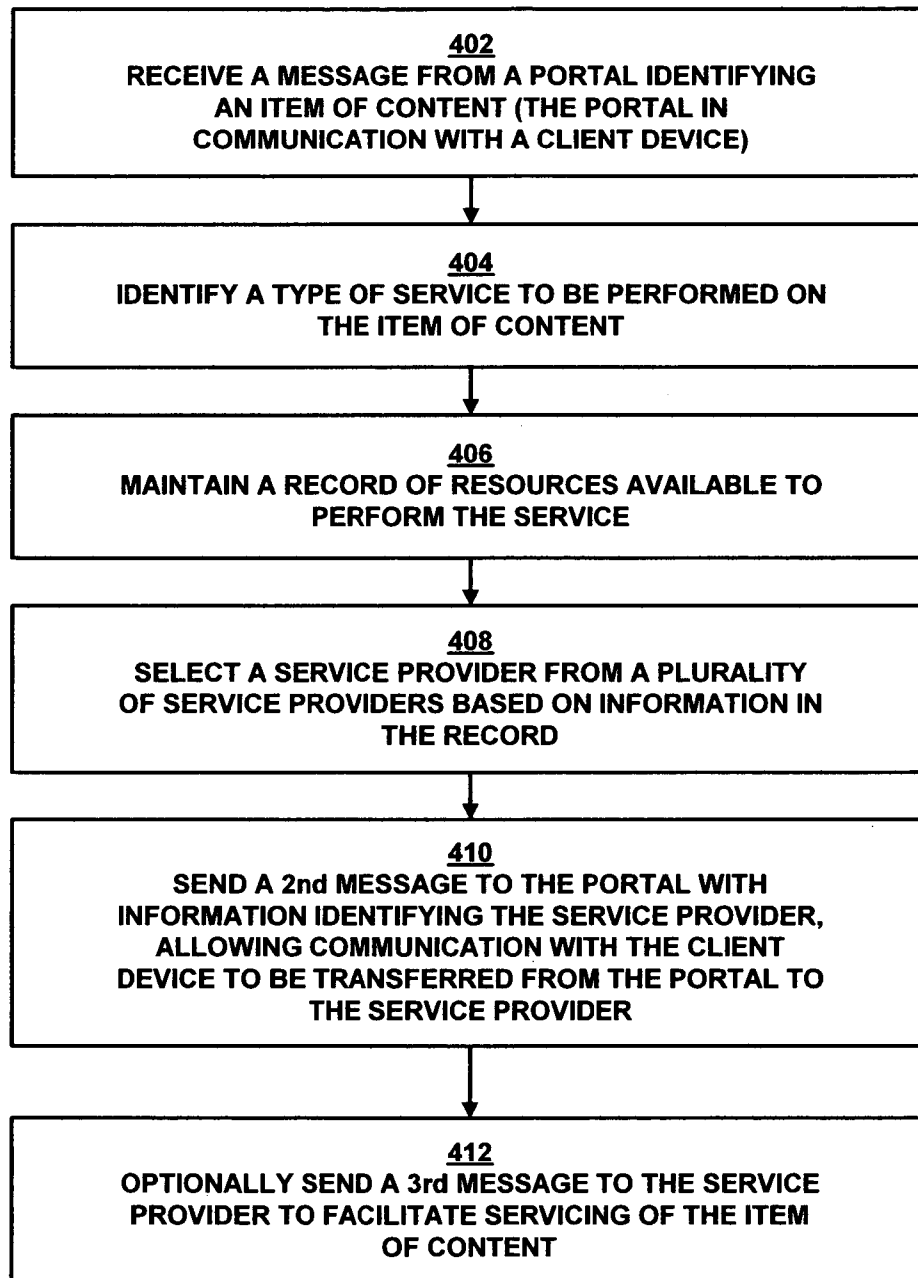 402
RECEIVE A MESSAGE FROM A PORTAL IDENTIFYING
AN ITEM OF CONTENT (THE PORTAL IN
COMMUNICATION WITH A CLIENT DEVICE)
404
IDENTIFY A TYPE OF SERVICE TO BE PERFORMED ON
THE ITEM OF CONTENT
406
MAINTAIN A RECORD OF RESOURCES AVAILABLE TO
PERFORM THE SERVICE
408
SELECT A SERVICE PROVIDER FROM A PLURALITY
OF SERVICE PROVIDERS BASED ON INFORMATION IN
THE RECORD
410
SEND A 2nd MESSAGE TO THE PORTAL WITH
INFORMATION IDENTIFYING THE SERVICE PROVIDER,
ALLOWING COMMUNICATION WITH THE CLIENT
DEVICE TO BE TRANSFERRED FROM THE PORTAL TO
THE SERVICE PROVIDER
412
OPTIONALLY SEND A 3rd MESSAGE TO THE SERVICE
PROVIDER TO FACILITATE SERVICING OF THE ITEM
OF CONTENT